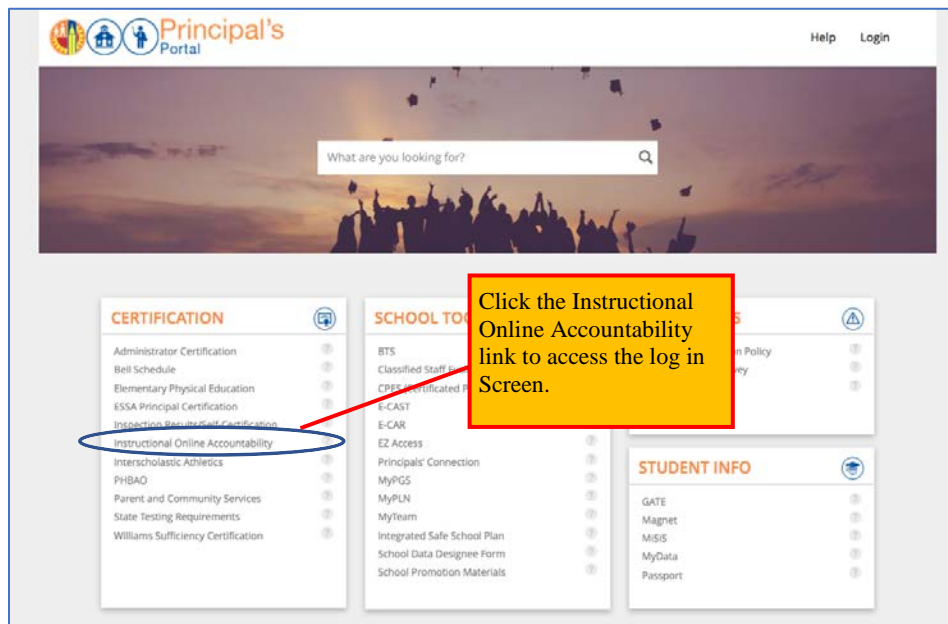 Principal's
Portal
Help Login
What are you looking for?
CERTIFICATION
Administrator Certification
Bell Schedule
Elementary Physical Education
ESSA Principal Certification
Inspection Results/Self-Certification
Instructional Online Accountability
Interscholastic Athletics
PHBAO
Parent and Community Services
State Testing Requirements
Williams Sufficiency Certification
SCHOOL TOO
BTS
Classified Staff
CPES (Certificated P
E-CAST
E-CAR
EZ Access
Principals' Connection
MyPGS
MyPLN
MyTeam
Integrated Safe School Plan
School Data Designee Form
School Promotion Materials
Click the Instructional
Online Accountability
link to access the log in
Screen.
S
n Policy
vey
STUDENT INFO
GATE
Magnet
MiSiS
MyData
Passport